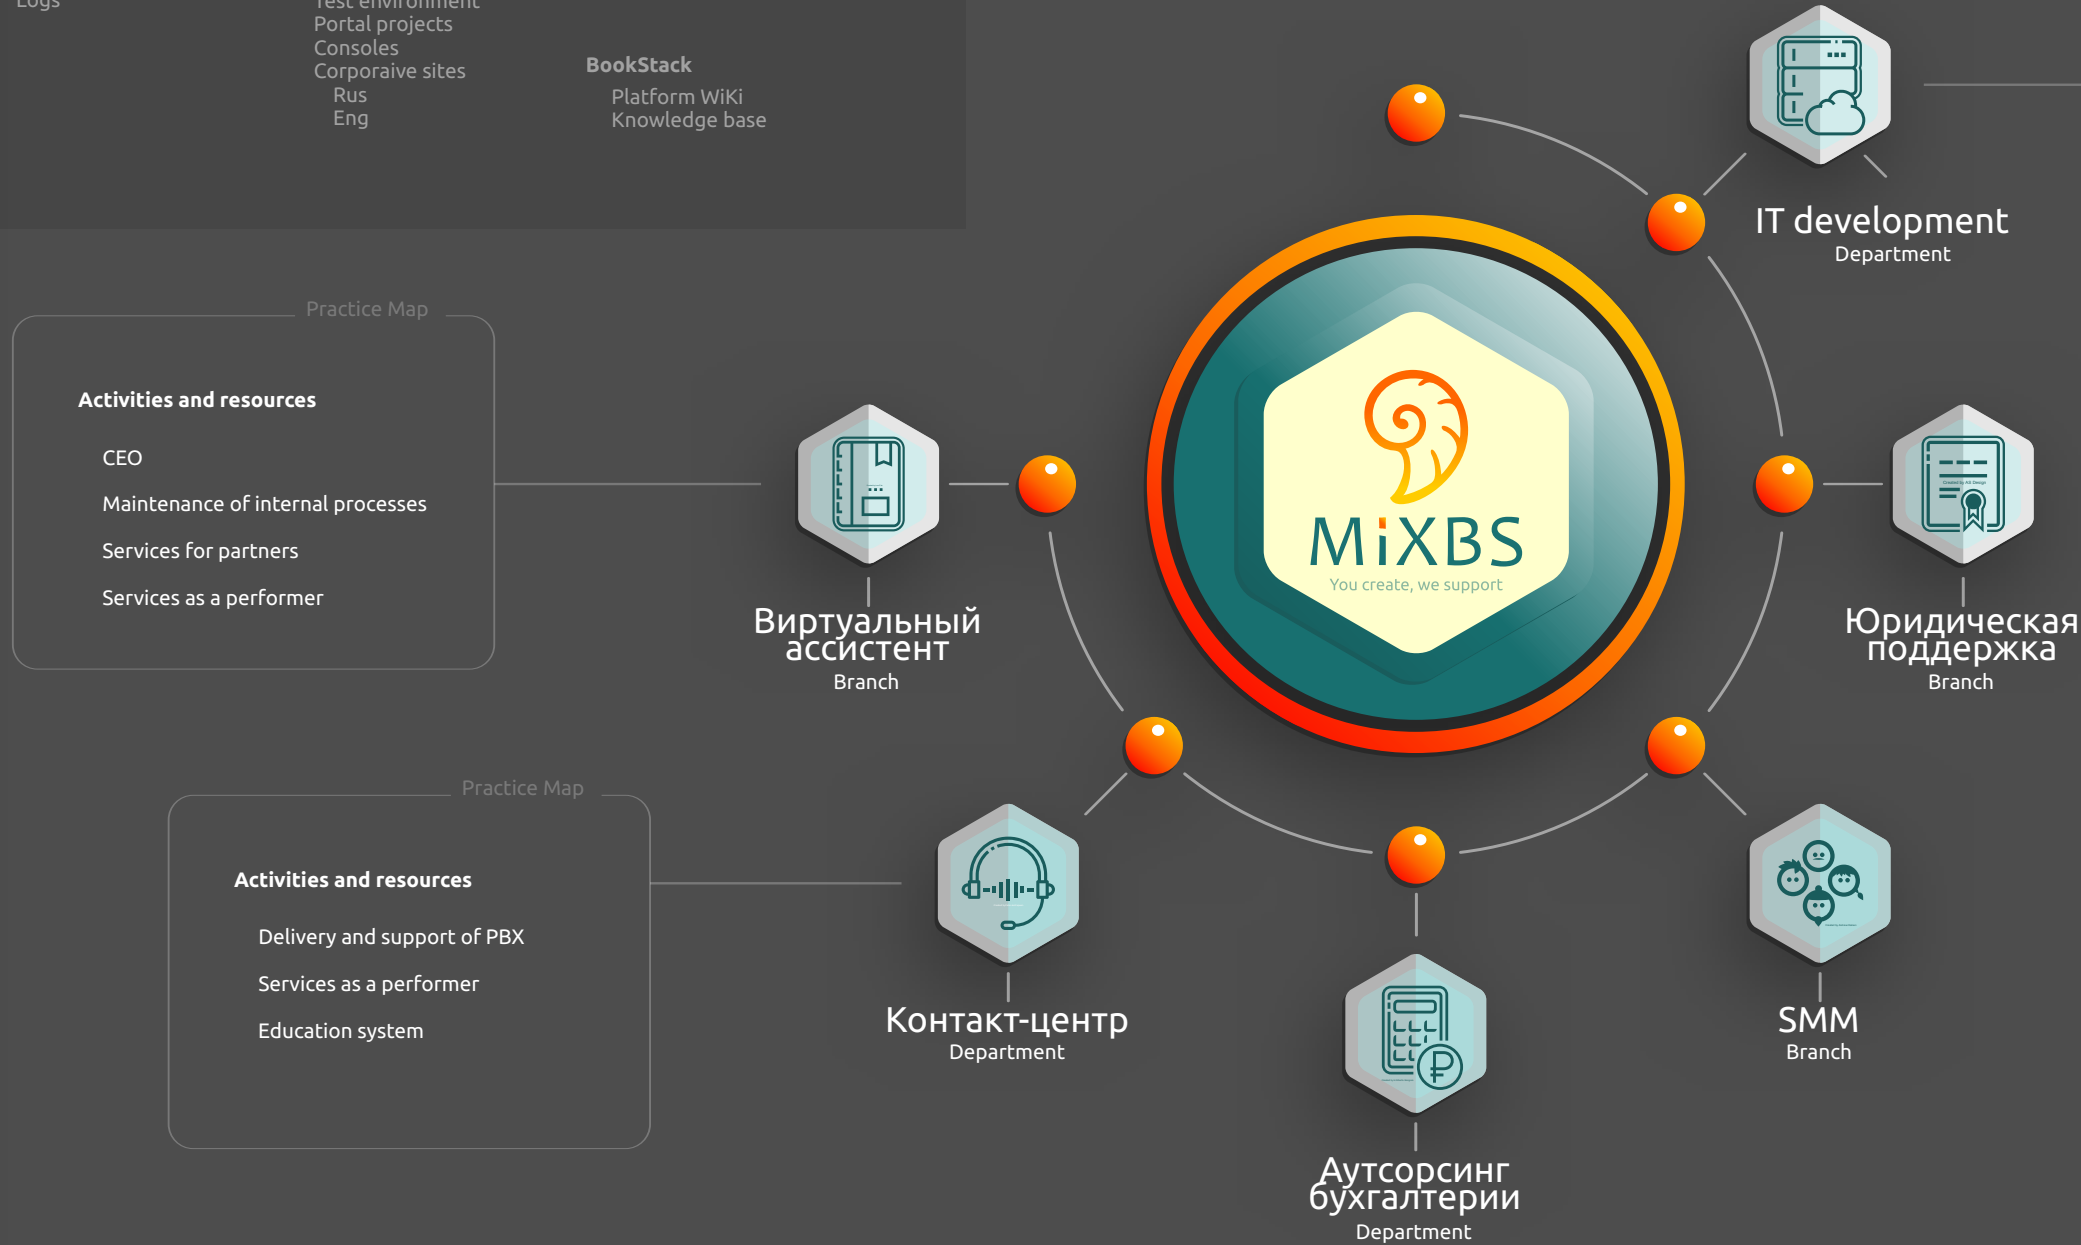 Logs
Test environment
Portal projects
Consoles
Corporaive sites
Rus
Eng
BookStack
Platform WiKi
Knowledge base
IT development
Department
Practice Map
Activities and resources
CEO
Maintenance of internal processes
Services for partners
Services as a performer
Виртуальный
ассистент
Branch
MiXBS
You create, we support
Юридическая
поддержка
Branch
Practice Map
Activities and resources
Delivery and support of PBX
Services as a performer
Education system
Контакт-центр
Department
Аутсорсинг
бухгалтерии
Department
SMM
Branch